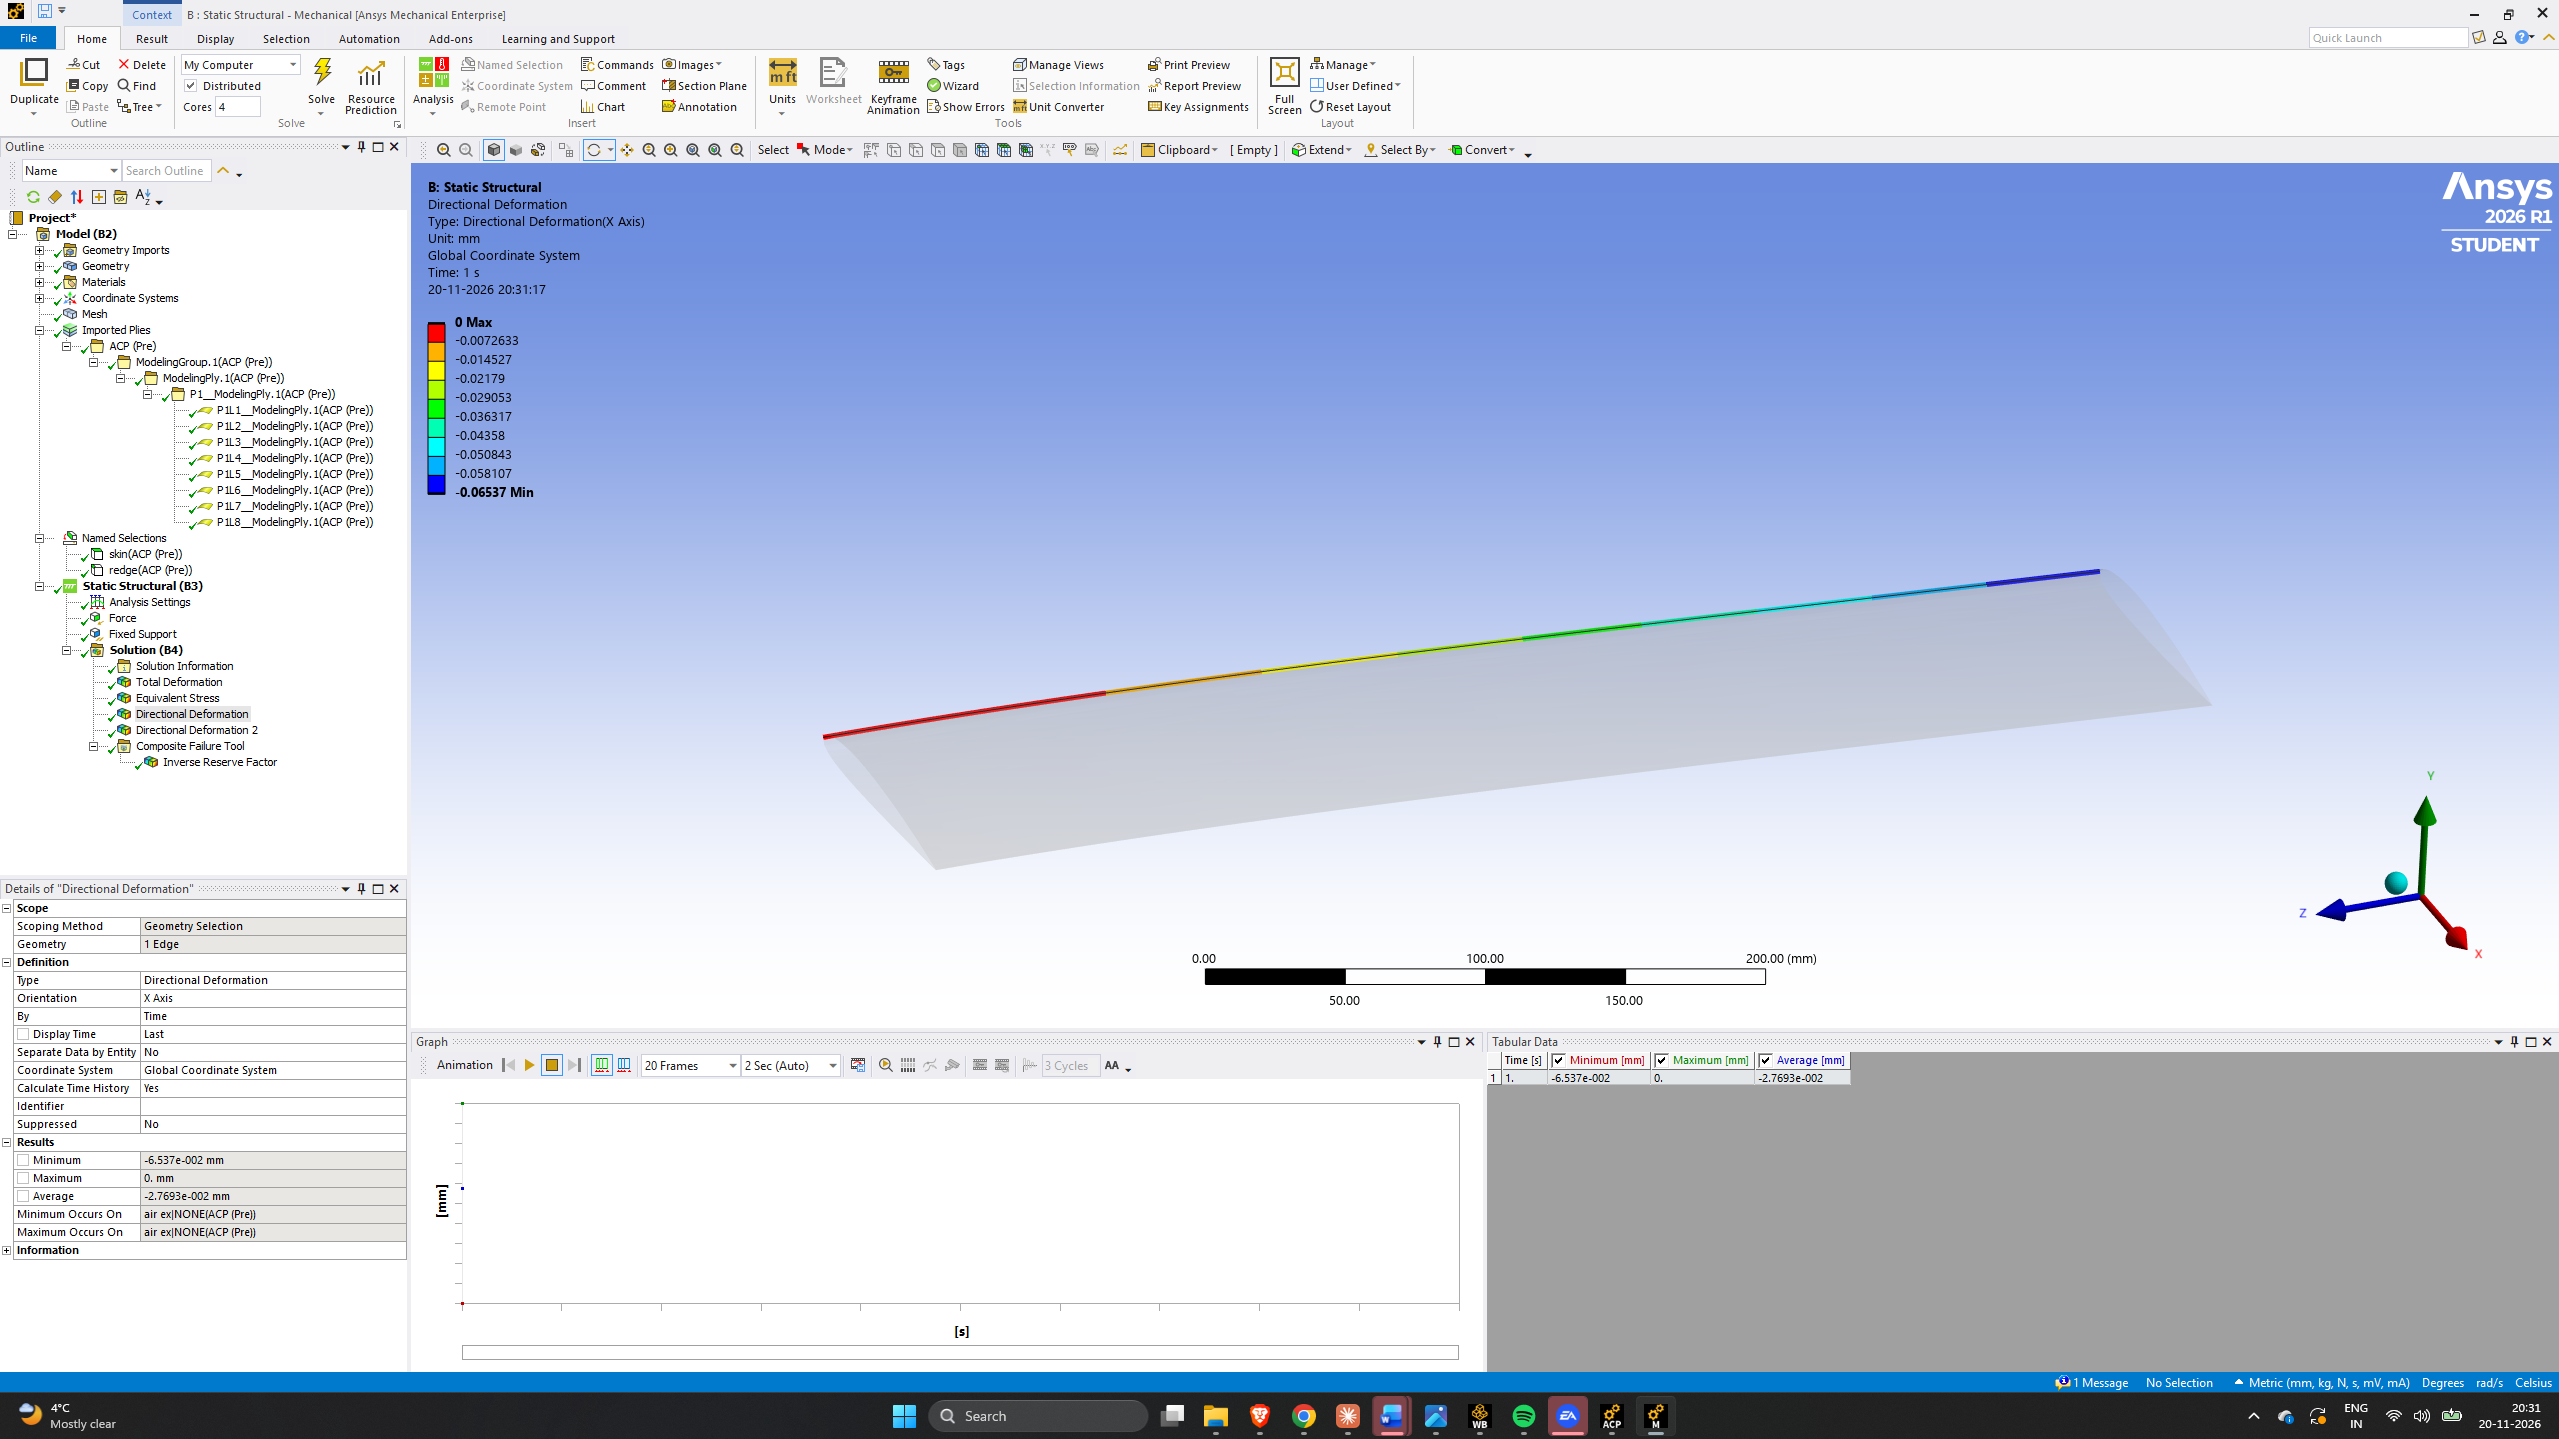 Context
B : Static Structural - Mechanical [Ansys Mechanical Enterprise]
File
Home
Result
Display
Selection
Automation
Add-ons
Learning and Support
Quick Launch
Duplicate
Cut
Copy
Paste
Delete
Find
Tree
Outline
My Computer
Distributed
Cores 4
Solve
Resource Prediction
Solve
Analysis
Named Selection
Coordinate System
Remote Point
Commands
Comment
Chart
Images
Section Plane
Annotation
Insert
Units
Worksheet
Keyframe Animation
Tags
Wizard
Show Errors
Manage Views
Selection Information
Unit Converter
Print Preview
Report Preview
Key Assignments
Tools
Full Screen
Manage
User Defined
Reset Layout
Layout
Outline
Name
Search Outline
Select
Mode
Clipboard
[ Empty ]
Extend
Select By
Convert
Project*
Model (B2)
Geometry Imports
Geometry
Materials
Coordinate Systems
Mesh
Imported Plies
ACP (Pre)
ModelingGroup.1(ACP (Pre))
ModelingPly.1(ACP (Pre))
P1__ModelingPly.1(ACP (Pre))
P1L1__ModelingPly.1(ACP (Pre))
P1L2__ModelingPly.1(ACP (Pre))
P1L3__ModelingPly.1(ACP (Pre))
P1L4__ModelingPly.1(ACP (Pre))
P1L5__ModelingPly.1(ACP (Pre))
P1L6__ModelingPly.1(ACP (Pre))
P1L7__ModelingPly.1(ACP (Pre))
P1L8__ModelingPly.1(ACP (Pre))
Named Selections
skin(ACP (Pre))
redge(ACP (Pre))
Static Structural (B3)
Analysis Settings
Force
Fixed Support
Solution (B4)
Solution Information
Total Deformation
Equivalent Stress
Directional Deformation
Directional Deformation 2
Composite Failure Tool
Inverse Reserve Factor
B: Static Structural
Directional Deformation
Type: Directional Deformation(X Axis)
Unit: mm
Global Coordinate System
Time: 1 s
20-11-2026 20:31:17
0 Max
-0.0072633
-0.014527
-0.02179
-0.029053
-0.036317
-0.04358
-0.050843
-0.058107
-0.06537 Min
Ansys
2026 R1
STUDENT
Y
Z
X
0.00
100.00
200.00 (mm)
50.00
150.00
Details of "Directional Deformation"
Scope
Scoping Method Geometry Selection
Geometry 1 Edge
Definition
Type Directional Deformation
Orientation X Axis
By Time
Display Time Last
Separate Data by Entity No
Coordinate System Global Coordinate System
Calculate Time History Yes
Identifier
Suppressed No
Results
Minimum -6.537e-002 mm
Maximum 0. mm
Average -2.7693e-002 mm
Minimum Occurs On air ex|NONE(ACP (Pre))
Maximum Occurs On air ex|NONE(ACP (Pre))
Information
Graph
Animation
20 Frames
2 Sec (Auto)
3 Cycles
AA
[mm]
[s]
Tabular Data
Time [s] Minimum [mm] Maximum [mm] Average [mm]
1 1. -6.537e-002 0. -2.7693e-002
1 Message
No Selection
Metric (mm, kg, N, s, mV, mA)
Degrees
rad/s
Celsius
4°C
Mostly clear
Search
WB
EA
ACP
M
ENG
IN
20:31
20-11-2026